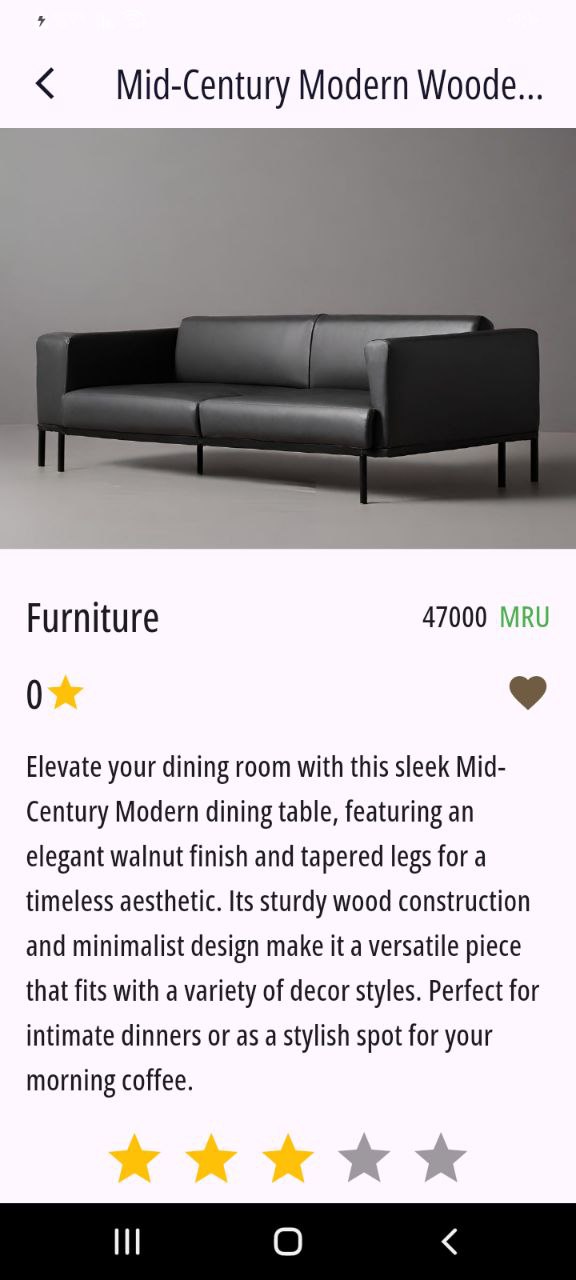 Mid-Century Modern Woode...
Furniture
47000 MRU
0
Elevate your dining room with this sleek Mid-
Century Modern dining table, featuring an
elegant walnut finish and tapered legs for a
timeless aesthetic. Its sturdy wood construction
and minimalist design make it a versatile piece
that fits with a variety of decor styles. Perfect for
intimate dinners or as a stylish spot for your
morning coffee.